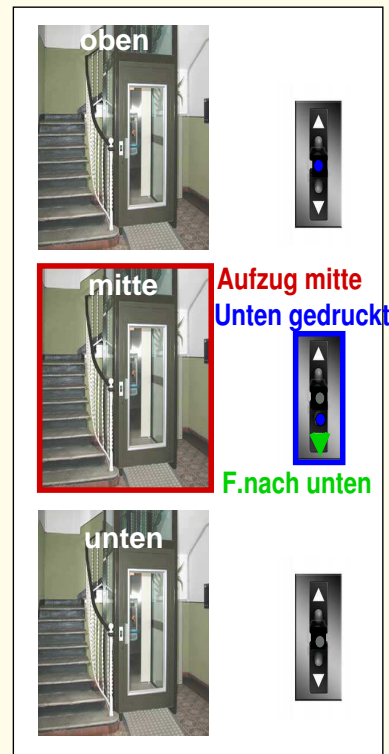 oben
mitte
Aufzug mitte
Unten gedruckt
F.nach unten
unten